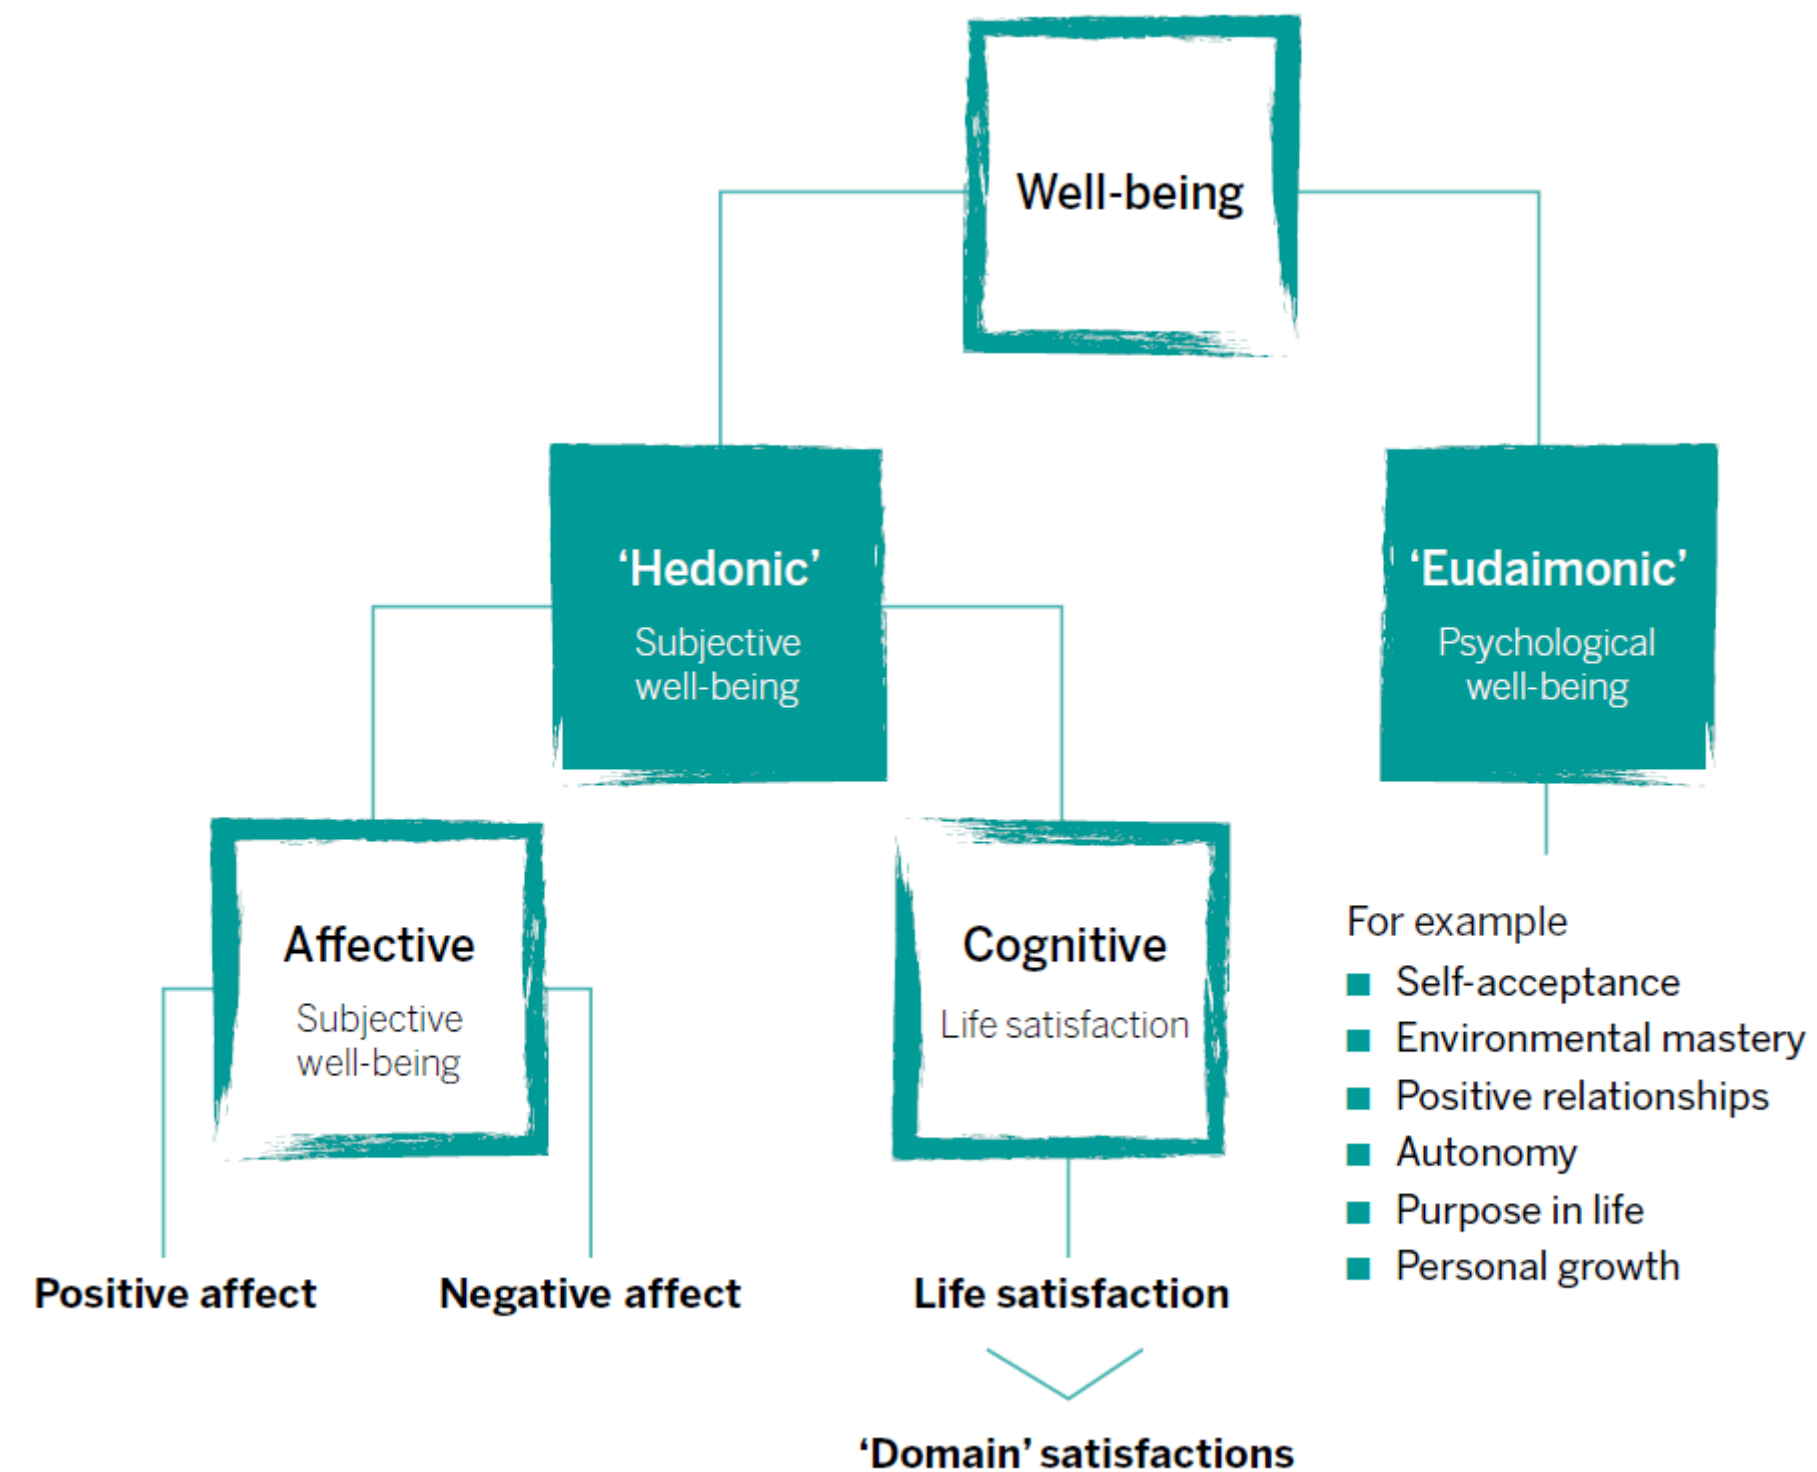 Well-being
‘Hedonic’
Subjective
well-being
‘Eudaimonic’
Psychological
well-being
Affective
Subjective
well-being
Cognitive
Life satisfaction
Positive affect
Negative affect
Life satisfaction
‘Domain’ satisfactions
For example
Self-acceptance
Environmental mastery
Positive relationships
Autonomy
Purpose in life
Personal growth